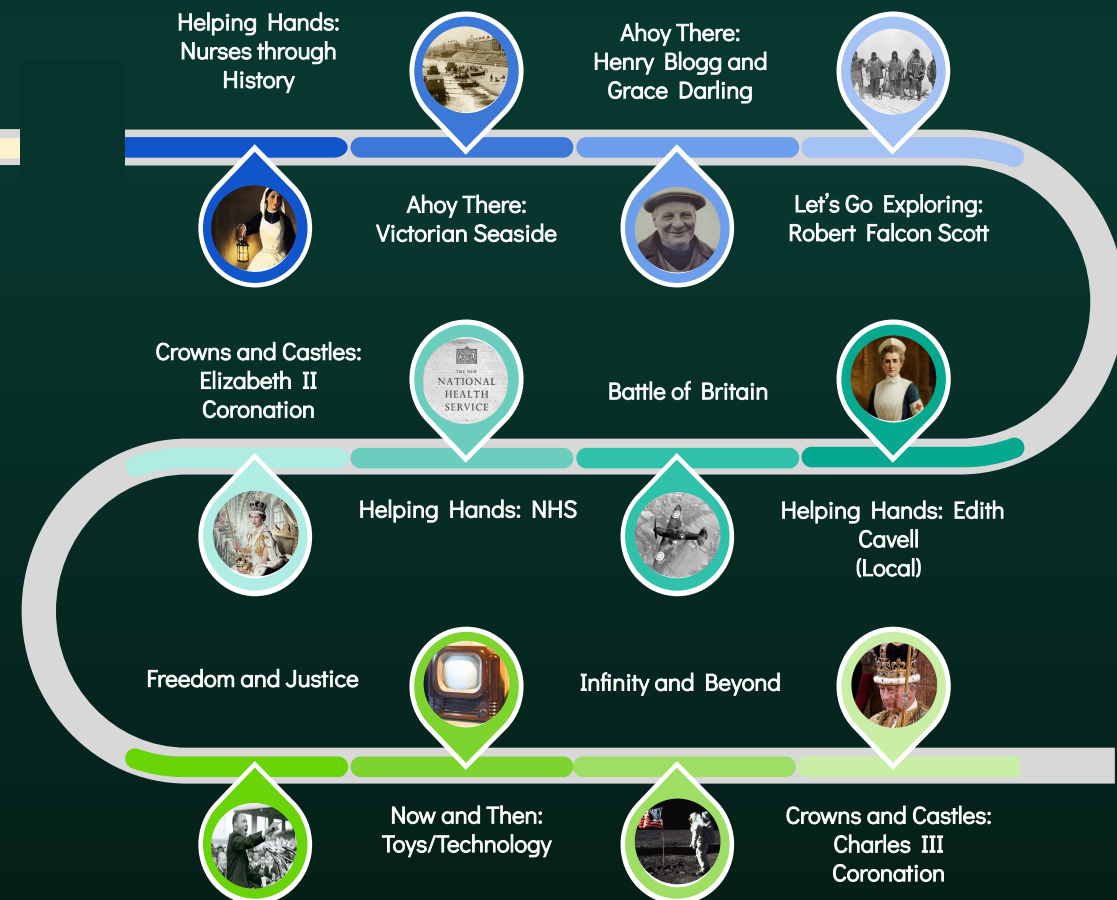 Helping Hands:
Nurses through
History
Ahoy There:
Henry Blogg and
Grace Darling
Ahoy There:
Victorian Seaside
Let's Go Exploring:
Robert Falcon Scott
Crowns and Castles:
Elizabeth II
Coronation
THE NEW
NATIONAL
HEALTH
SERVICE
Battle of Britain
Helping Hands: NHS
Helping Hands: Edith
Cavell
(Local)
Freedom and Justice
Infinity and Beyond
Now and Then:
Toys/Technology
Crowns and Castles:
Charles III
Coronation